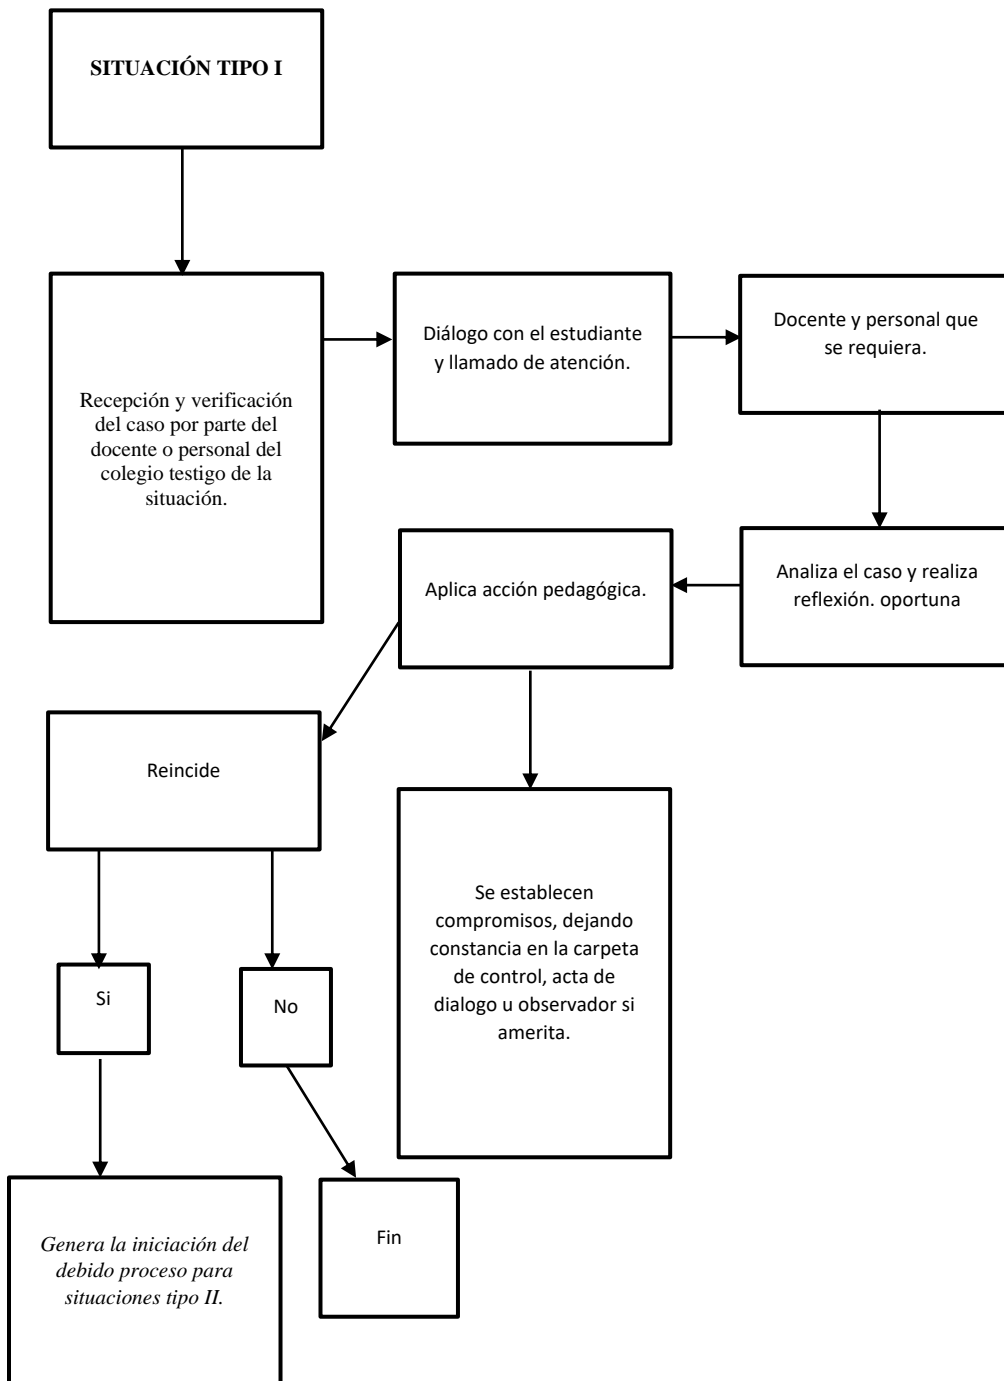 SITUACIÓN TIPO I
Recepción y verificación
del caso por parte del
docente o personal del
colegio testigo de la
situación.
Diálogo con el estudiante
y llamado de atención.
Docente y personal que
se requiera.
Analiza el caso y realiza
reflexión. oportuna
Aplica acción pedagógica.
Reincide
Se establecen
compromisos, dejando
constancia en la carpeta
de control, acta de
dialogo u observador si
amerita.
Si
No
Genera la iniciación del
debido proceso para
situaciones tipo II.
Fin